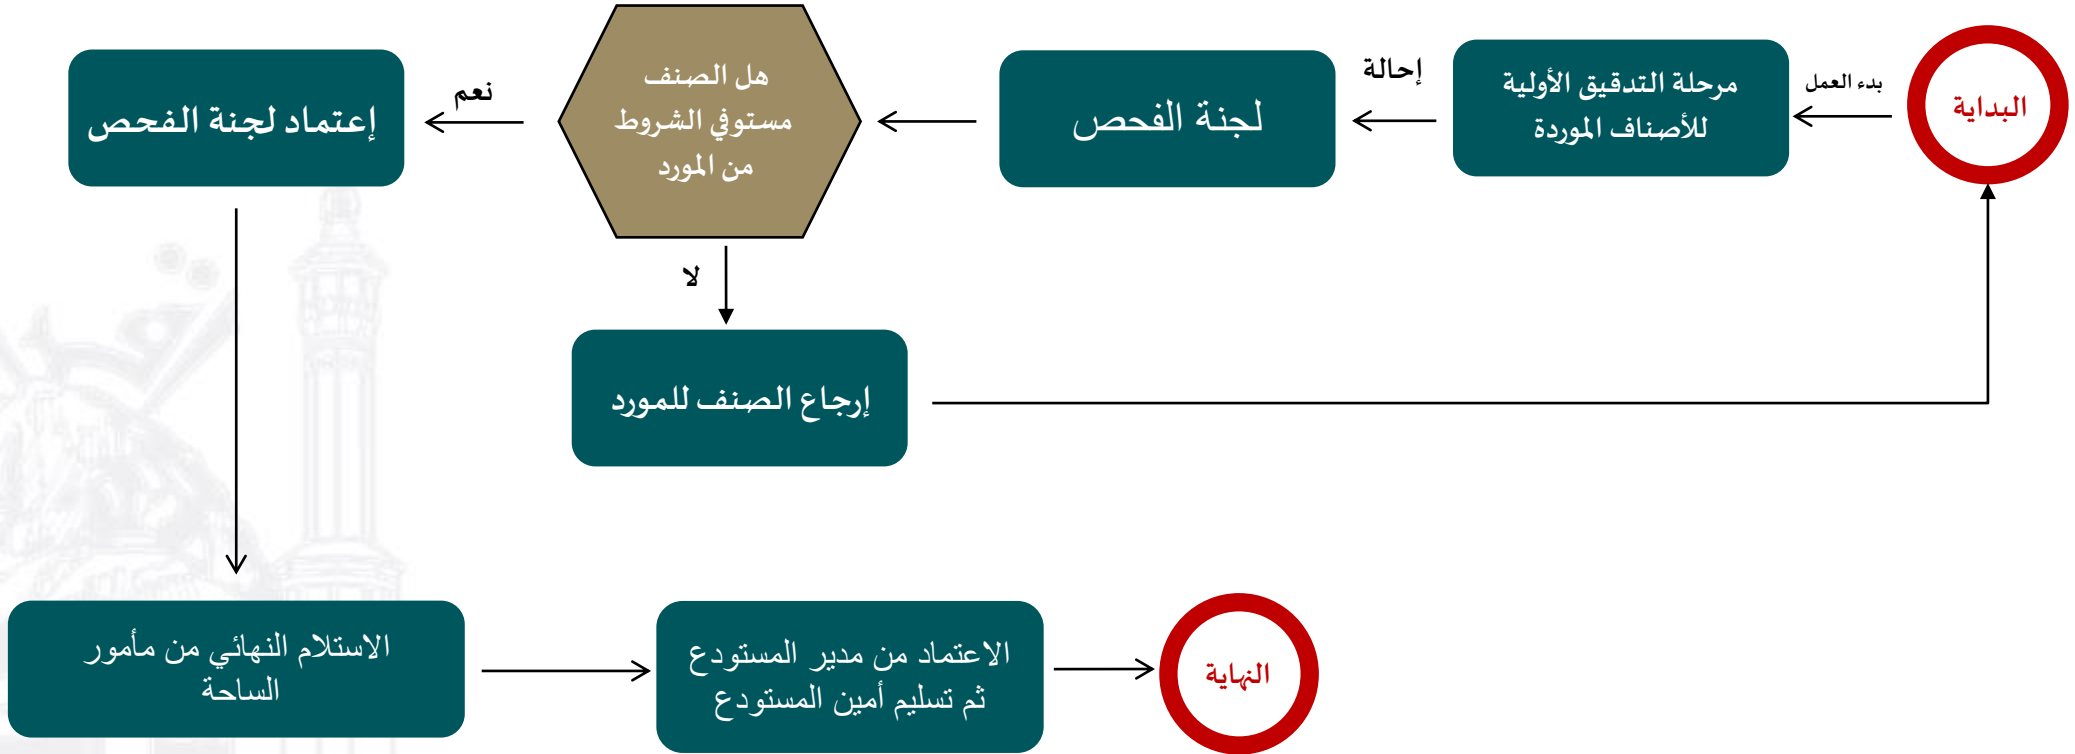 البداية
بدء العمل
مرحلة التدقيق الأولية
للأصناف الموردة
إحالة
لجنة الفحص
هل الصنف
مستوفي الشروط
من المورد
نعم
إعتماد لجنة الفحص
لا
إرجاع الصنف للمورد
الاستلام النهائي من مأمور
الساحة
الاعتماد من مدير المستودع
ثم تسليم أمين المستودع
النهاية